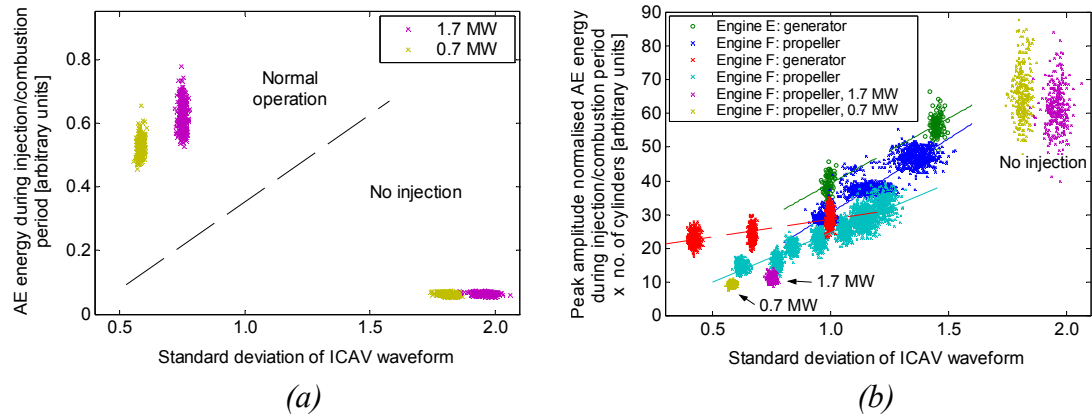 AE energy during injection/combustion
period [arbitrary units]
1
0.8
0.6
0.4
0.2
0
1.7 MW
0.7 MW
Normal
operation
No injection
0.5
1.0
1.5
2.0
Standard deviation of ICAV waveform
(a)
Peak amplitude normalised AE energy
during injection/combustion period
x no. of cylinders [arbitrary units]
90
80
70
60
50
40
30
20
10
0
Engine E: generator
Engine F: propeller
Engine F: generator
Engine F: propeller
Engine F: propeller, 1.7 MW
Engine F: propeller, 0.7 MW
No injection
1.7 MW
0.7 MW
0.5
1.0
1.5
2.0
Standard deviation of ICAV waveform
(b)